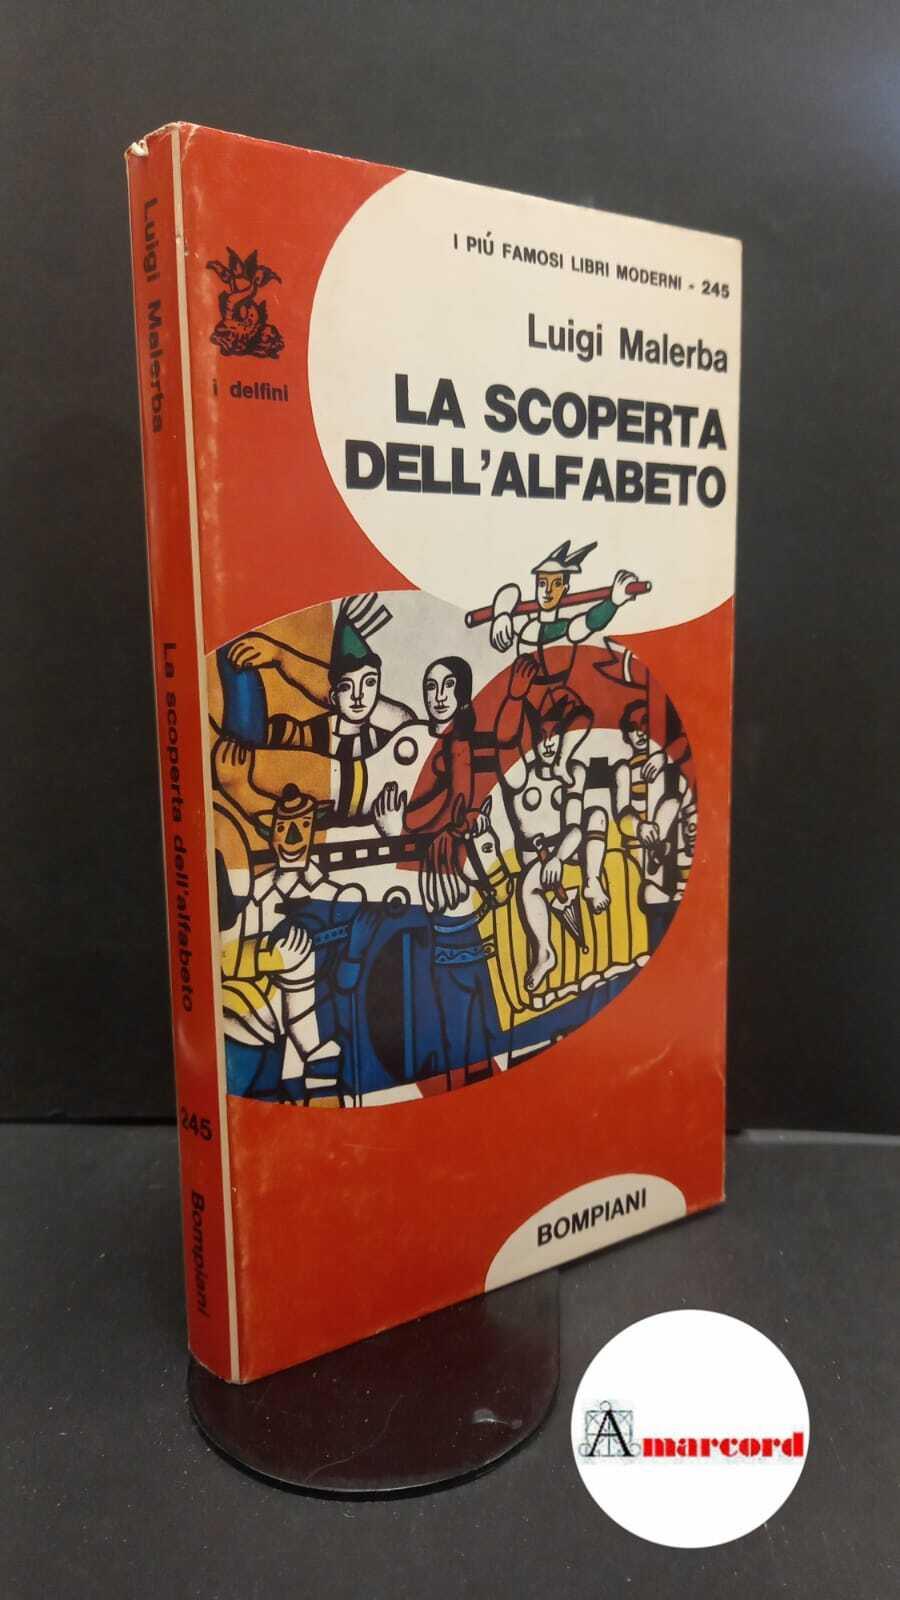 Luigi Malerba
La scoperta dell'alfabeto
245
Bompiani
i delfini
I PIÚ FAMOSI LIBRI MODERNI - 245
Luigi Malerba
LA SCOPERTA
DELL'ALFABETO
BOMPIANI
Amarcord